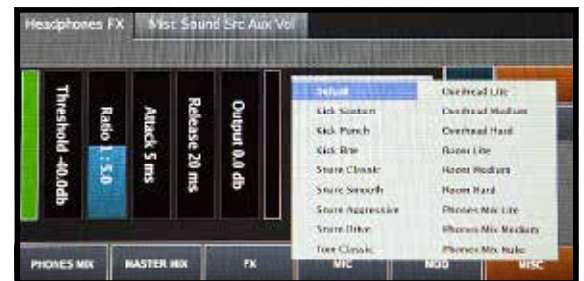 Headphones FX
Mist Sound Src Aux Vol
Threshold -40.0db
Ratio 1 : 5.0
Attack 5 ms
Release 20 ms
Output 0.0 db
Default
Kick Custom
Kick Punch
Kick Bite
Snare Classic
Snare Smooth
Snare Aggressive
Snare Drive
Tom Classic
Overhead Lite
Overhead Medium
Overhead Hard
Room Lite
Room Medium
Room Hard
Phones Mix Lite
Phones Mix Medium
Phones Mix Nuke
PHONES MIX
MASTER MIX
FX
MIC
MOD
MISC